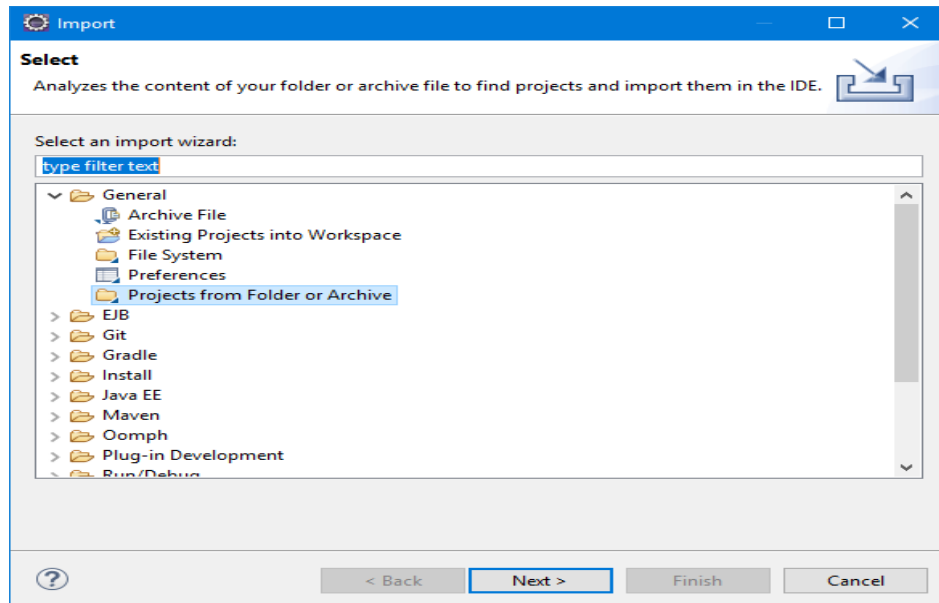 Import
Select
Analyzes the content of your folder or archive file to find projects and import them in the IDE.
Select an import wizard:
type filter text
General
Archive File
Existing Projects into Workspace
File System
Preferences
Projects from Folder or Archive
EJB
Git
Gradle
Install
Java EE
Maven
Oomph
Plug-in Development
Run/Debug
?
< Back Next > Finish Cancel